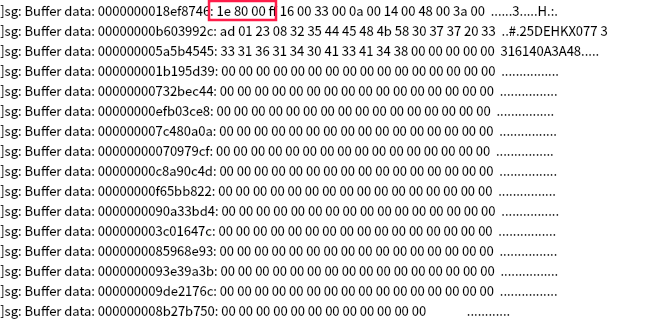 ]sg: Buffer data: 0000000018ef8746: 1e 80 00 ff 16 00 33 00 0a 00 14 00 48 00 3a 00 ......3.....H.:.
]sg: Buffer data: 00000000b603992c: ad 01 23 08 32 35 44 45 48 4b 58 30 37 37 20 33 ..#.25DEHKX077 3
]sg: Buffer data: 000000005a5b4545: 33 31 36 31 34 30 41 33 41 34 38 00 00 00 00 00 316140A3A48.....
]sg: Buffer data: 000000001b195d39: 00 00 00 00 00 00 00 00 00 00 00 00 00 00 00 00 ................
]sg: Buffer data: 00000000732bec44: 00 00 00 00 00 00 00 00 00 00 00 00 00 00 00 00 ................
]sg: Buffer data: 00000000efb03ce8: 00 00 00 00 00 00 00 00 00 00 00 00 00 00 00 00 ................
]sg: Buffer data: 000000007c480a0a: 00 00 00 00 00 00 00 00 00 00 00 00 00 00 00 00 ................
]sg: Buffer data: 00000000070979cf: 00 00 00 00 00 00 00 00 00 00 00 00 00 00 00 00 ................
]sg: Buffer data: 00000000c8a90c4d: 00 00 00 00 00 00 00 00 00 00 00 00 00 00 00 00 ................
]sg: Buffer data: 00000000f65bb822: 00 00 00 00 00 00 00 00 00 00 00 00 00 00 00 00 ................
]sg: Buffer data: 0000000090a33bd4: 00 00 00 00 00 00 00 00 00 00 00 00 00 00 00 00 ................
]sg: Buffer data: 000000003c01647c: 00 00 00 00 00 00 00 00 00 00 00 00 00 00 00 00 ................
]sg: Buffer data: 00000000085968e93: 00 00 00 00 00 00 00 00 00 00 00 00 00 00 00 00 ................
]sg: Buffer data: 0000000093e39a3b: 00 00 00 00 00 00 00 00 00 00 00 00 00 00 00 00 ................
]sg: Buffer data: 000000009de2176c: 00 00 00 00 00 00 00 00 00 00 00 00 00 00 00 00 ................
]sg: Buffer data: 000000008b27b750: 00 00 00 00 00 00 00 00 00 00 00 00 ............